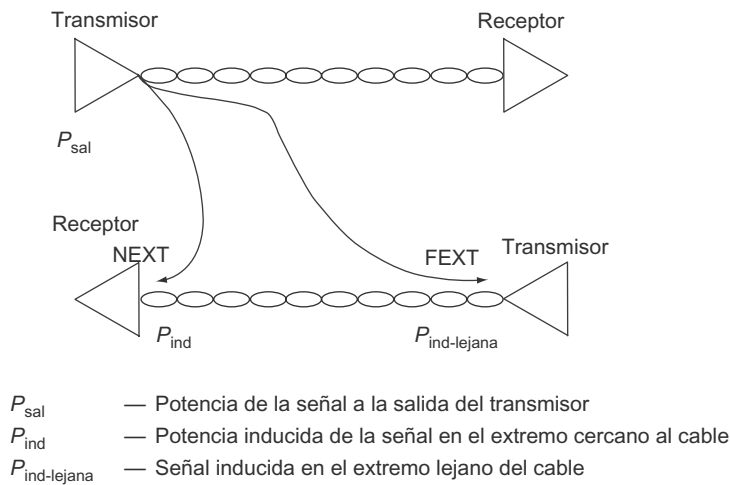 Transmisor
Receptor
P_sal
Receptor
NEXT
FEXT
Transmisor
P_ind
P_ind-lejana
P_sal — Potencia de la señal a la salida del transmisor
P_ind — Potencia inducida de la señal en el extremo cercano al cable
P_ind-lejana — Señal inducida en el extremo lejano del cable